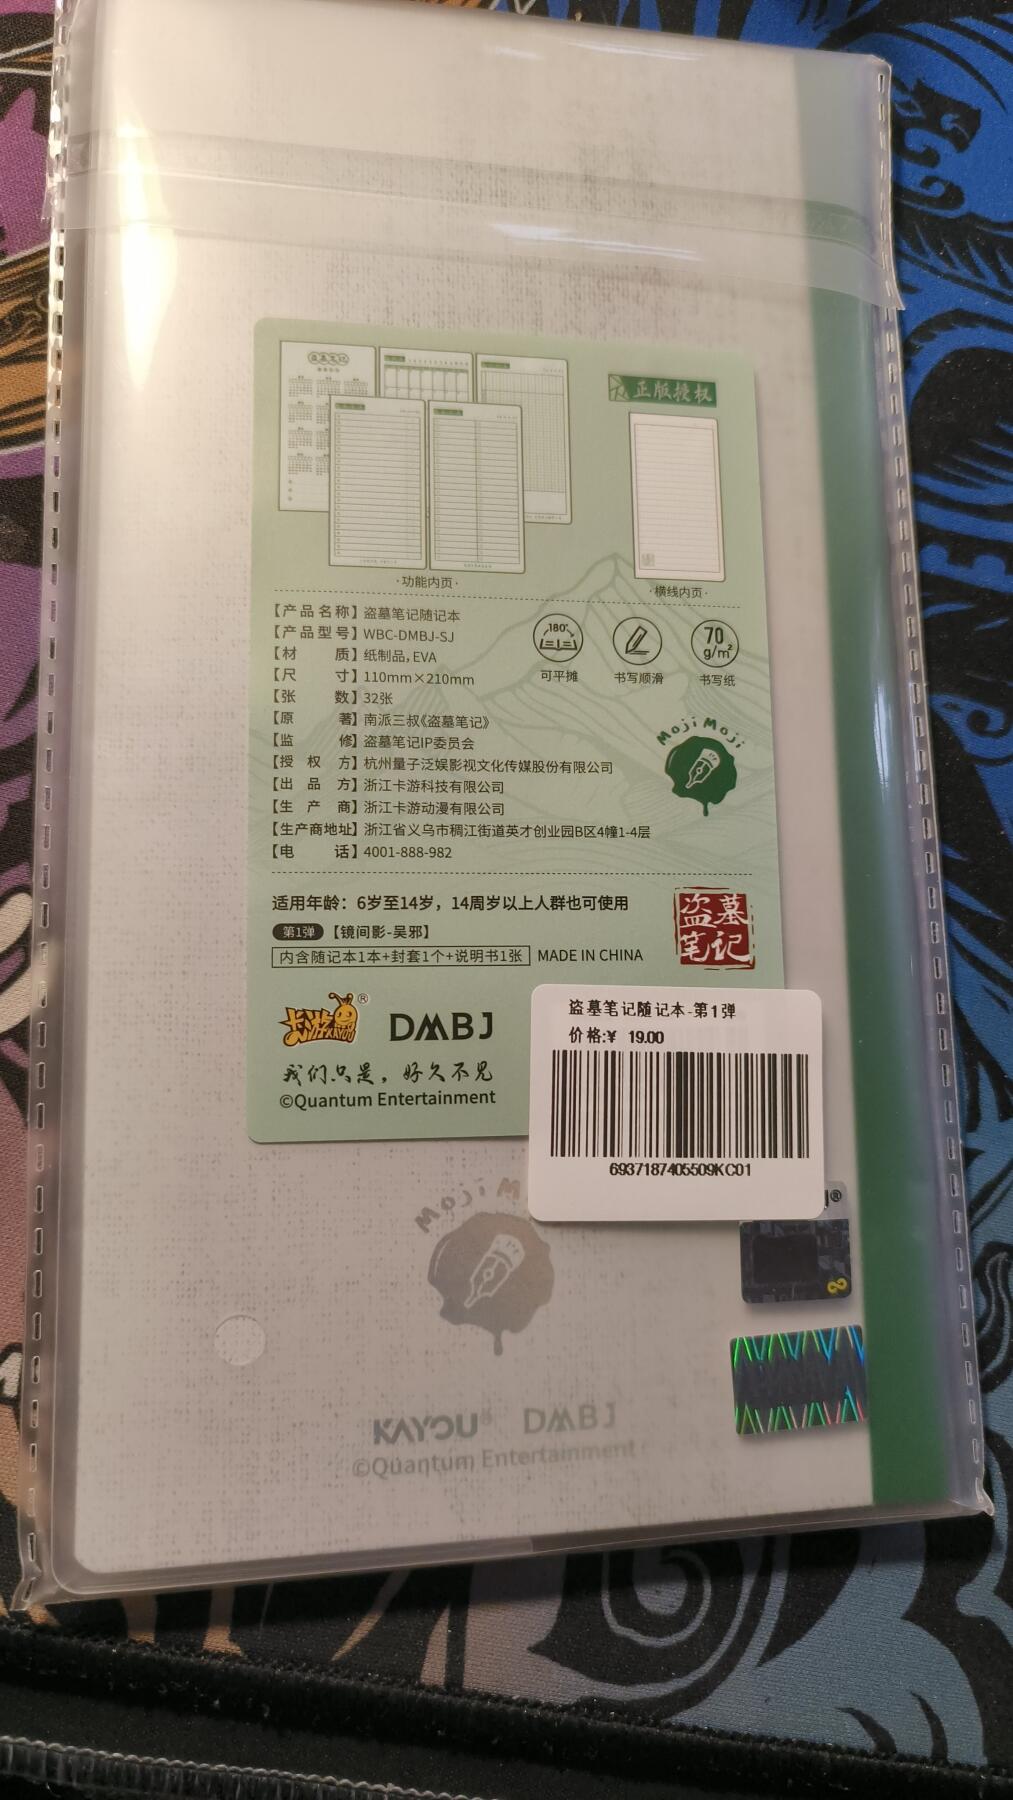 盗墓笔记
正版授权
·功能内页·
·横线内页·
【产品名称】盗墓笔记随记本
【产品型号】WBC-DMBJ-SJ
【材 质】纸制品,EVA
【尺 寸】110mm×210mm
【张 数】32张
【原 著】南派三叔《盗墓笔记》
【监 修】盗墓笔记IP委员会
【授 权 方】杭州量子泛娱影视文化传媒股份有限公司
【出 品 方】浙江卡游科技有限公司
【生 产 商】浙江卡游动漫有限公司
【生产商地址】浙江省义乌市稠江街道英才创业园B区4幢1-4层
【电 话】4001-888-982
180°
可平摊
书写顺滑
70
g/m²
书写纸
Moji Moji
适用年龄：6岁至14岁，14周岁以上人群也可使用
第1弹【镜间影-吴邪】
内含随记本1本+封套1个+说明书1张 MADE IN CHINA
盗墓
笔记
卡游 KAYOU ® DMBJ
我们只是，好久不见
©Quantum Entertainment
盗墓笔记随记本-第1弹
价格:¥ 19.00
6937187405509KC01
Moji M
KAYOU® DMBJ
©Quantum Entertainment
J®